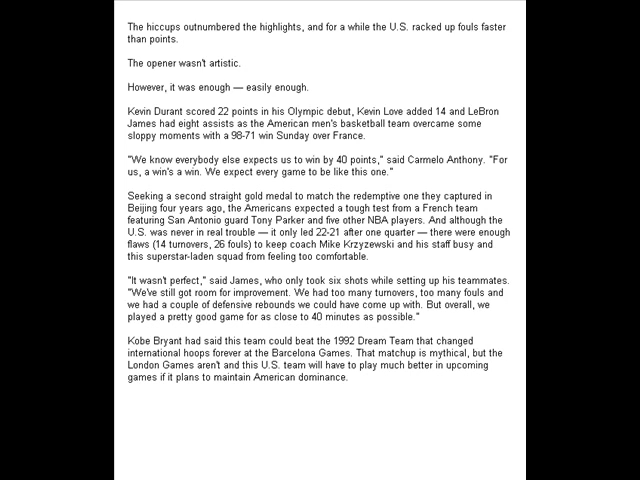 The hiccups outnumbered the highlights, and for a while the U.S. racked up fouls faster
than points.
The opener wasn't artistic.
However, it was enough — easily enough.
Kevin Durant scored 22 points in his Olympic debut, Kevin Love added 14 and LeBron
James had eight assists as the American men's basketball team overcame some
sloppy moments with a 98-71 win Sunday over France.
"We know everybody else expects us to win by 40 points," said Carmelo Anthony. "For
us, a win's a win. We expect every game to be like this one."
Seeking a second straight gold medal to match the redemptive one they captured in
Beijing four years ago, the Americans expected a tough test from a French team
featuring San Antonio guard Tony Parker and five other NBA players. And although the
U.S. was never in real trouble — it only led 22-21 after one quarter — there were enough
flaws (14 turnovers, 26 fouls) to keep coach Mike Krzyzewski and his staff busy and
this superstar-laden squad from feeling too comfortable.
"It wasn't perfect," said James, who only took six shots while setting up his teammates.
"We've still got room for improvement. We had too many turnovers, too many fouls and
we had a couple of defensive rebounds we could have come up with. But overall, we
played a pretty good game for as close to 40 minutes as possible."
Kobe Bryant had said this team could beat the 1992 Dream Team that changed
international hoops forever at the Barcelona Games. That matchup is mythical, but the
London Games aren't and this U.S. team will have to play much better in upcoming
games if it plans to maintain American dominance.